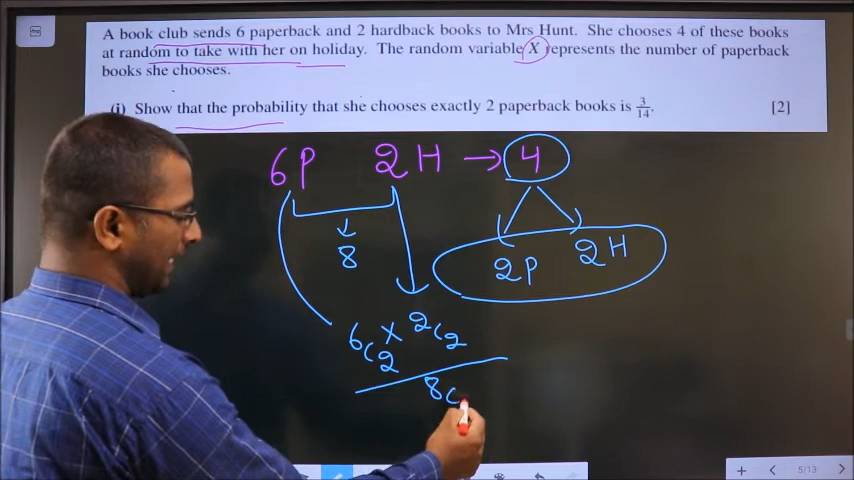 A book club sends 6 paperback and 2 hardback books to Mrs Hunt. She chooses 4 of these books
at random to take with her on holiday. The random variable X represents the number of paperback
books she chooses.
(i) Show that the probability that she chooses exactly 2 paperback books is 3/14. [2]
6P 2H → 4
8
2P 2H
6C2 × 2C2
8C
5/13